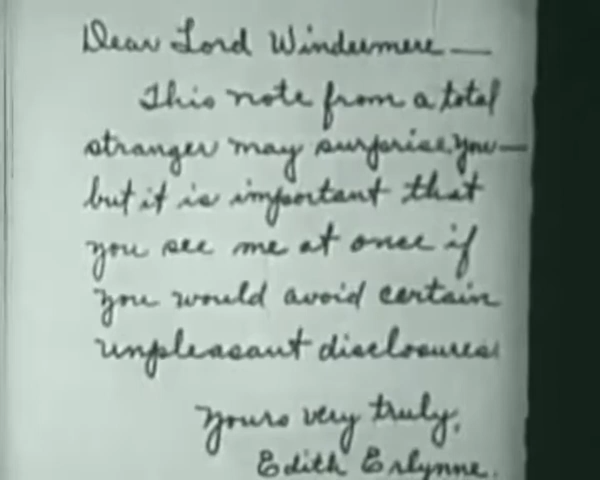 Dear Lord Windermere —
This note from a total
stranger may surprise you —
but it is important that
you see me at once if
you would avoid certain
unpleasant disclosures.
Yours very truly,
Edith Erlynne.